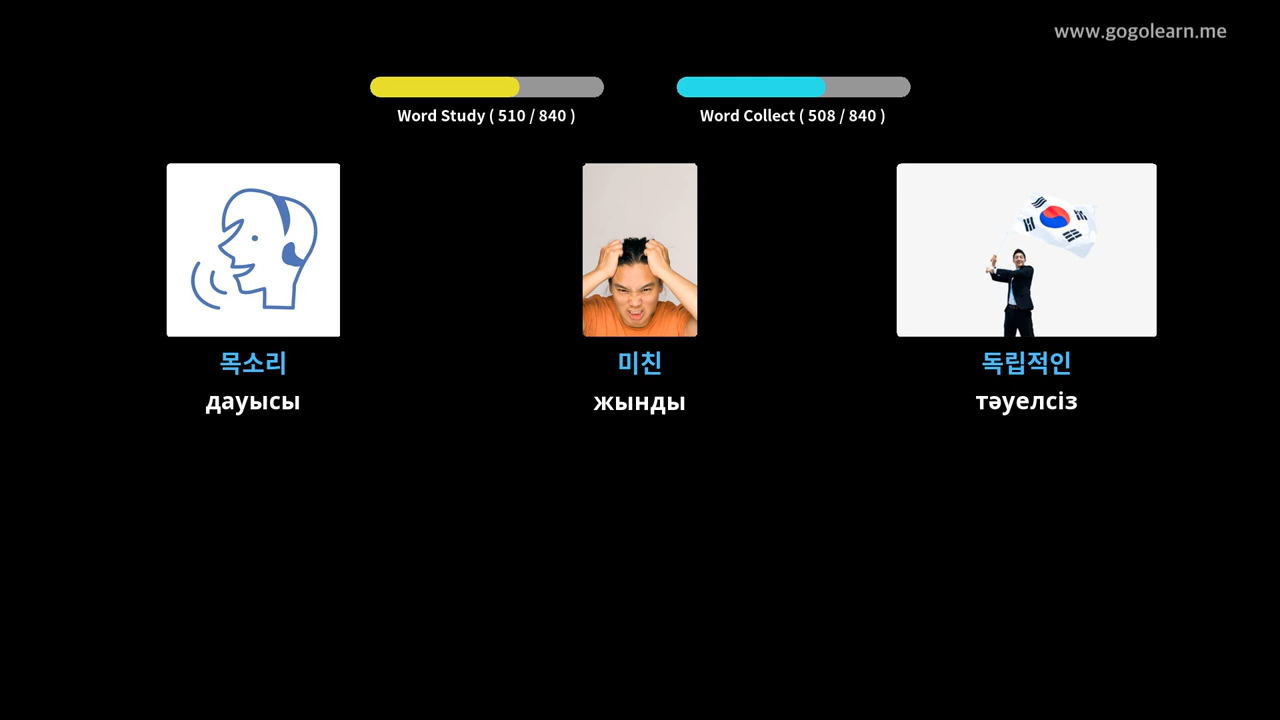 www.gogolearn.me
Word Study ( 510 / 840 )
Word Collect ( 508 / 840 )
목소리
미친
독립적인
дауысы
жынды
тәуелсіз